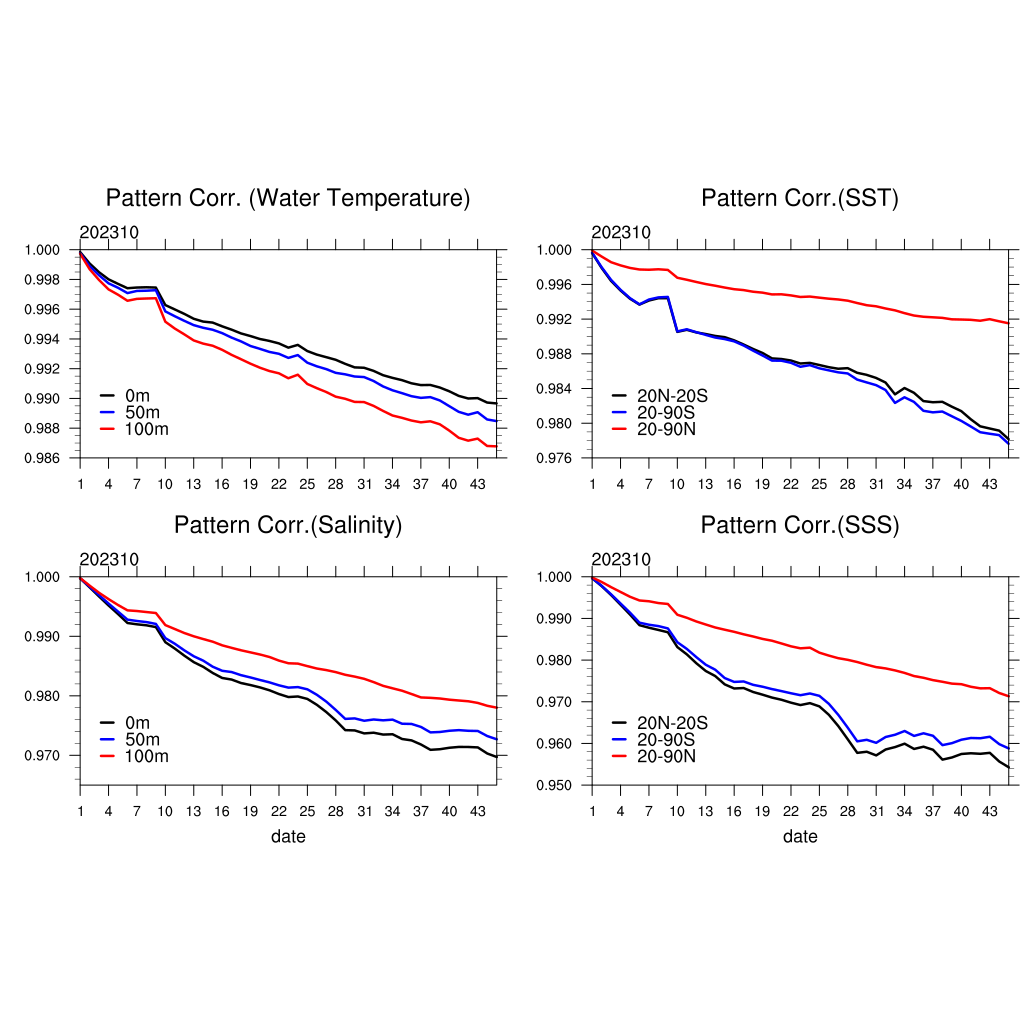 Pattern Corr. (Water Temperature)
202310
1.000
0.998
0.996
0.994
0.992
0.990
0.988
0.986
0m
50m
100m
1 4 7 10 13 16 19 22 25 28 31 34 37 40 43
Pattern Corr.(SST)
202310
1.000
0.996
0.992
0.988
0.984
0.980
0.976
20N-20S
20-90S
20-90N
1 4 7 10 13 16 19 22 25 28 31 34 37 40 43
Pattern Corr.(Salinity)
202310
1.000
0.990
0.980
0.970
0m
50m
100m
1 4 7 10 13 16 19 22 25 28 31 34 37 40 43
date
Pattern Corr.(SSS)
202310
1.000
0.990
0.980
0.970
0.960
0.950
20N-20S
20-90S
20-90N
1 4 7 10 13 16 19 22 25 28 31 34 37 40 43
date